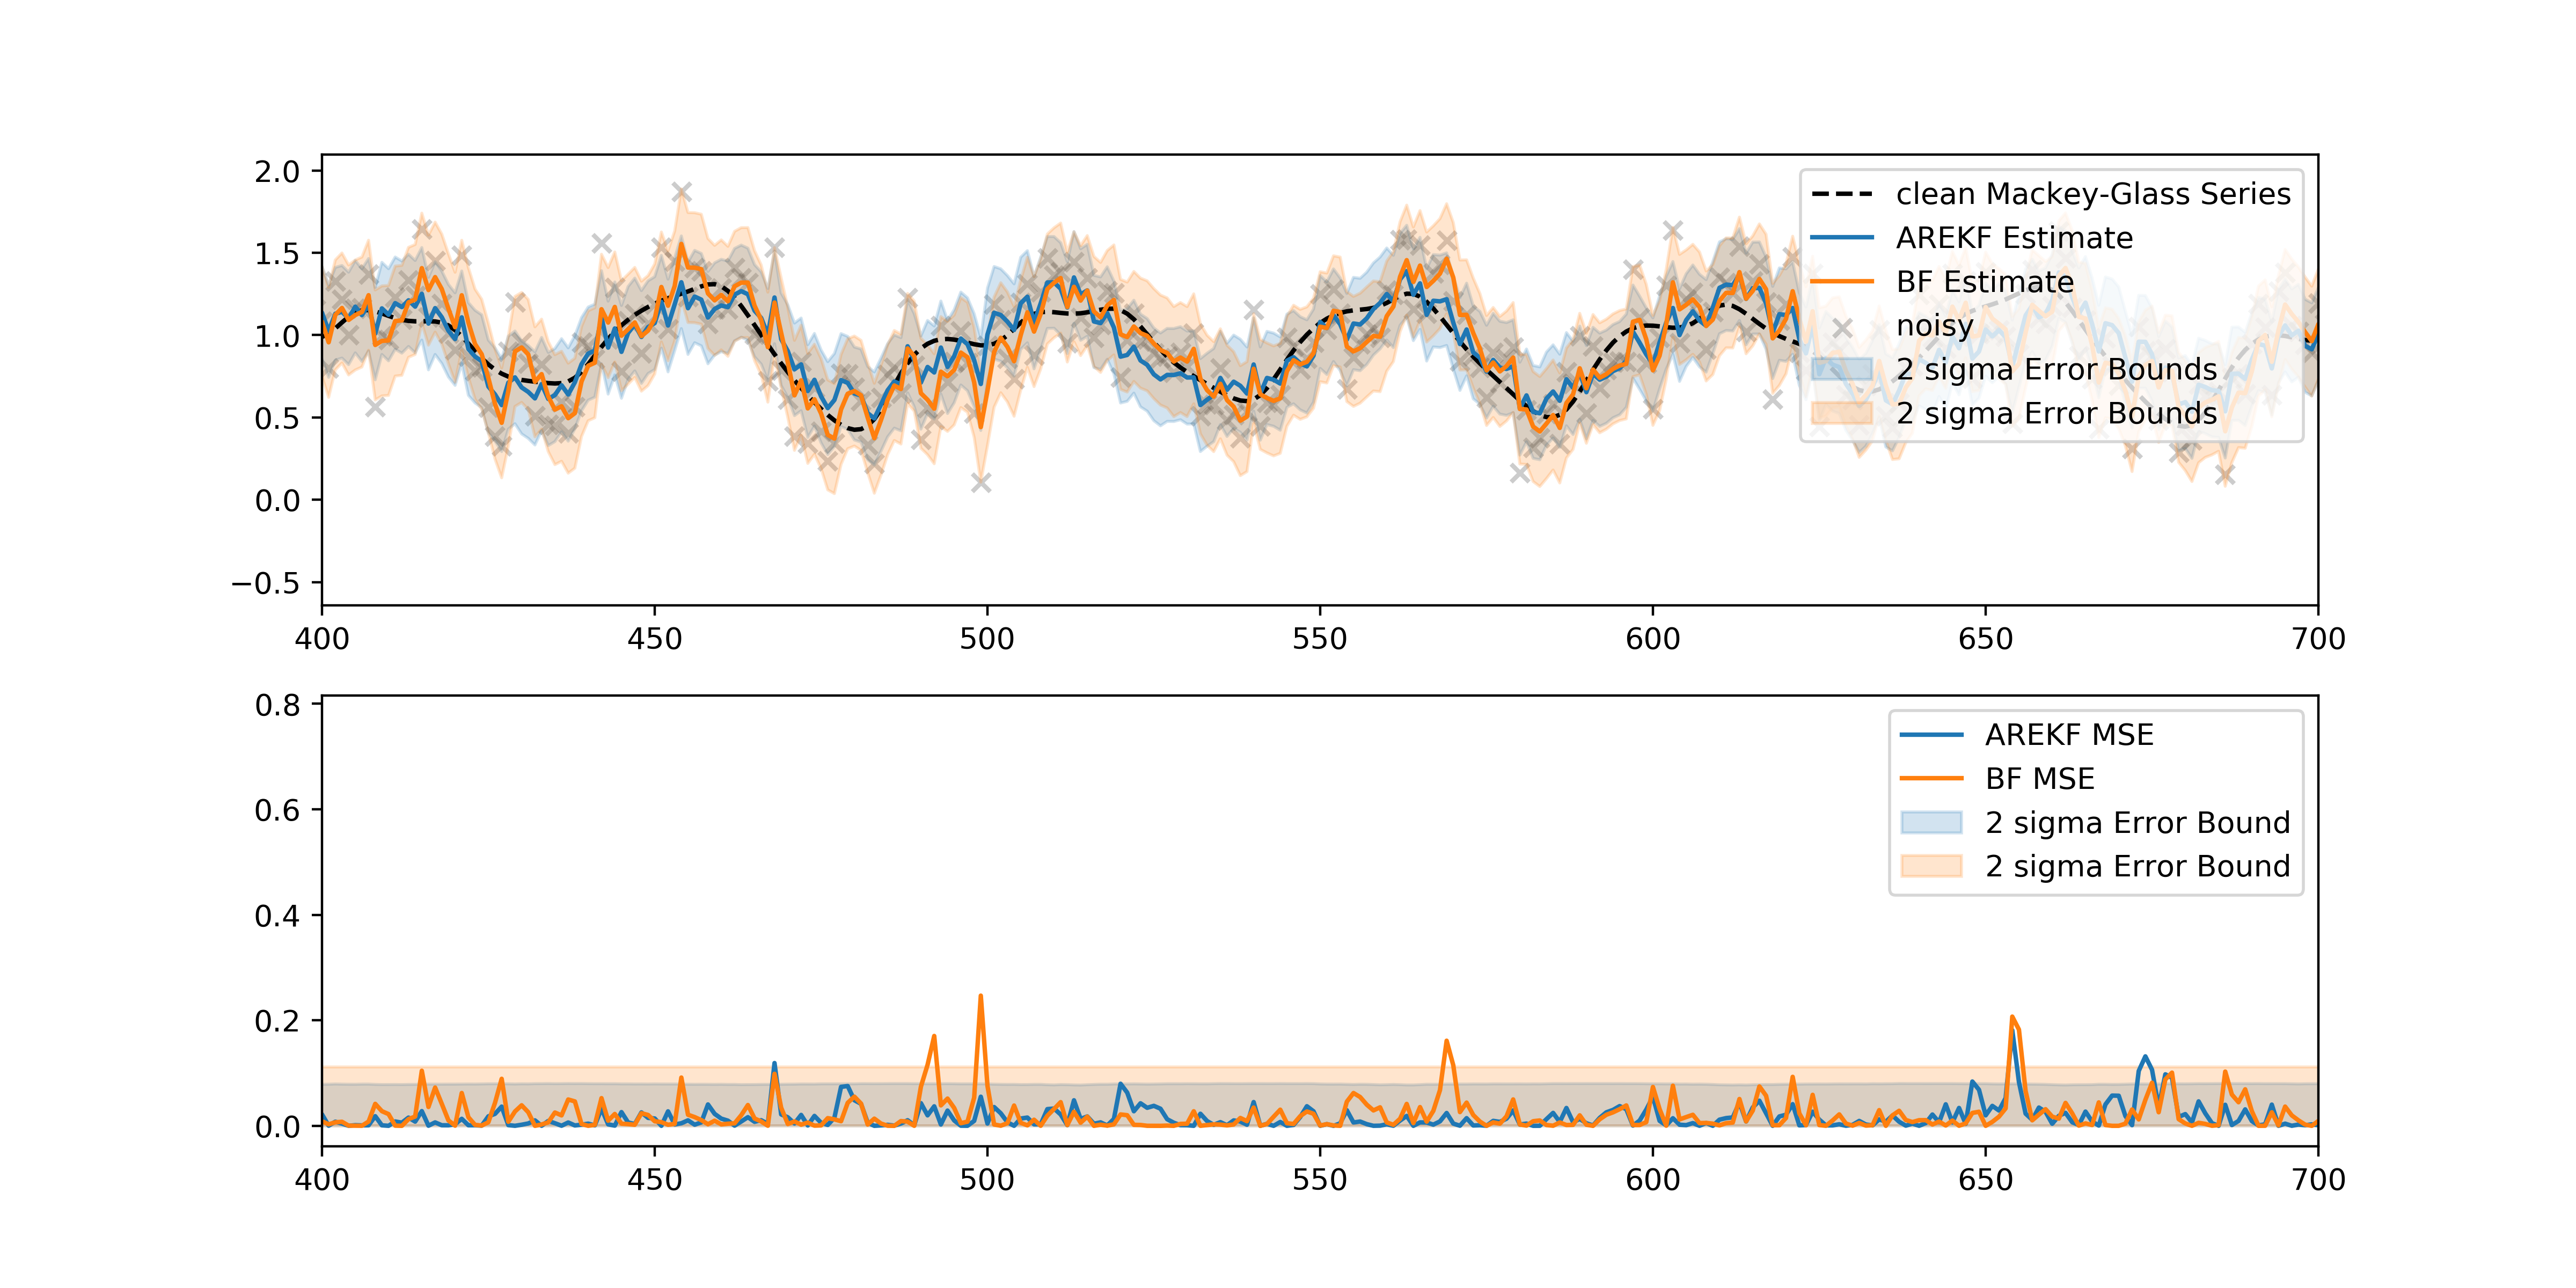 2.0
1.5
1.0
0.5
0.0
−0.5
clean Mackey-Glass Series
AREKF Estimate
BF Estimate
noisy
2 sigma Error Bounds
2 sigma Error Bounds
400 450 500 550 600 650 700
0.8
0.6
0.4
0.2
0.0
AREKF MSE
BF MSE
2 sigma Error Bound
2 sigma Error Bound
400 450 500 550 600 650 700